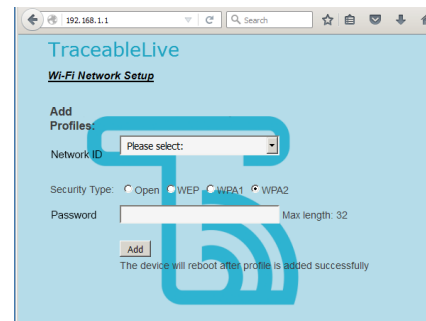 192.168.1.1
Search
TraceableLive
Wi-Fi Network Setup
Add
Profiles:
Network ID
Please select:
Security Type: Open WEP WPA1 WPA2
Password
Max length: 32
Add
The device will reboot after profile is added successfully